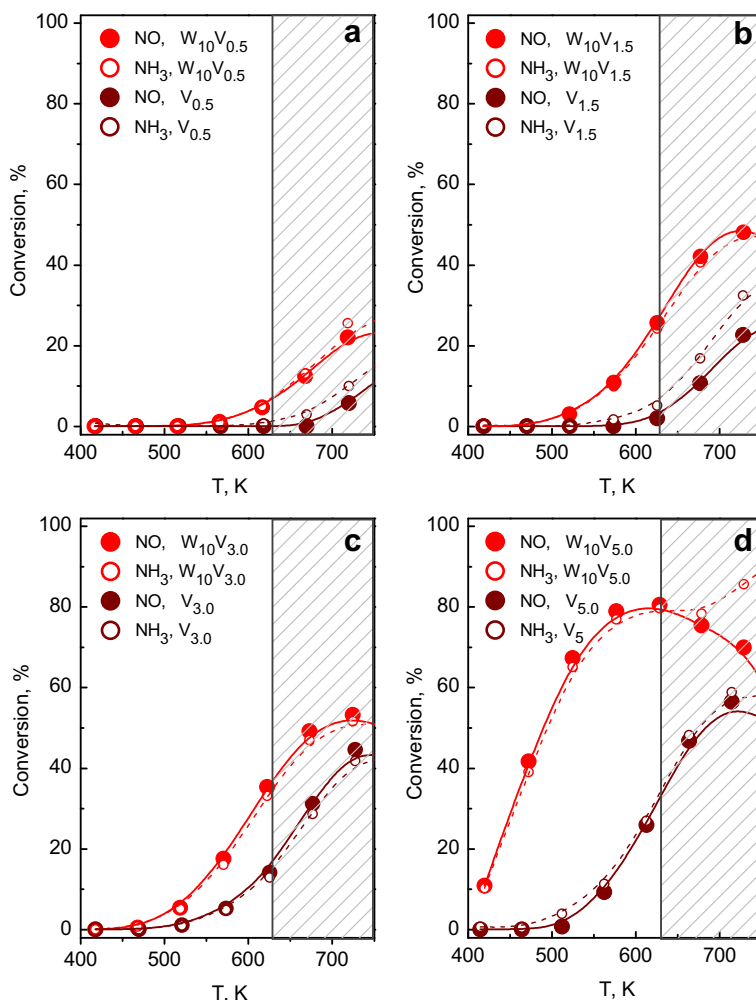 a
NO, W10V0.5
NH3, W10V0.5
NO, V0.5
NH3, V0.5
100
80
60
40
20
0
Conversion, %
400 500 600 700
T, K
b
NO, W10V1.5
NH3, W10V1.5
NO, V1.5
NH3, V1.5
100
80
60
40
20
0
Conversion, %
400 500 600 700
T, K
c
NO, W10V3.0
NH3, W10V3.0
NO, V3.0
NH3, V3.0
100
80
60
40
20
0
Conversion, %
400 500 600 700
T, K
d
NO, W10V5.0
NH3, W10V5.0
NO, V5.0
NH3, V5
100
80
60
40
20
0
Conversion, %
400 500 600 700
T, K